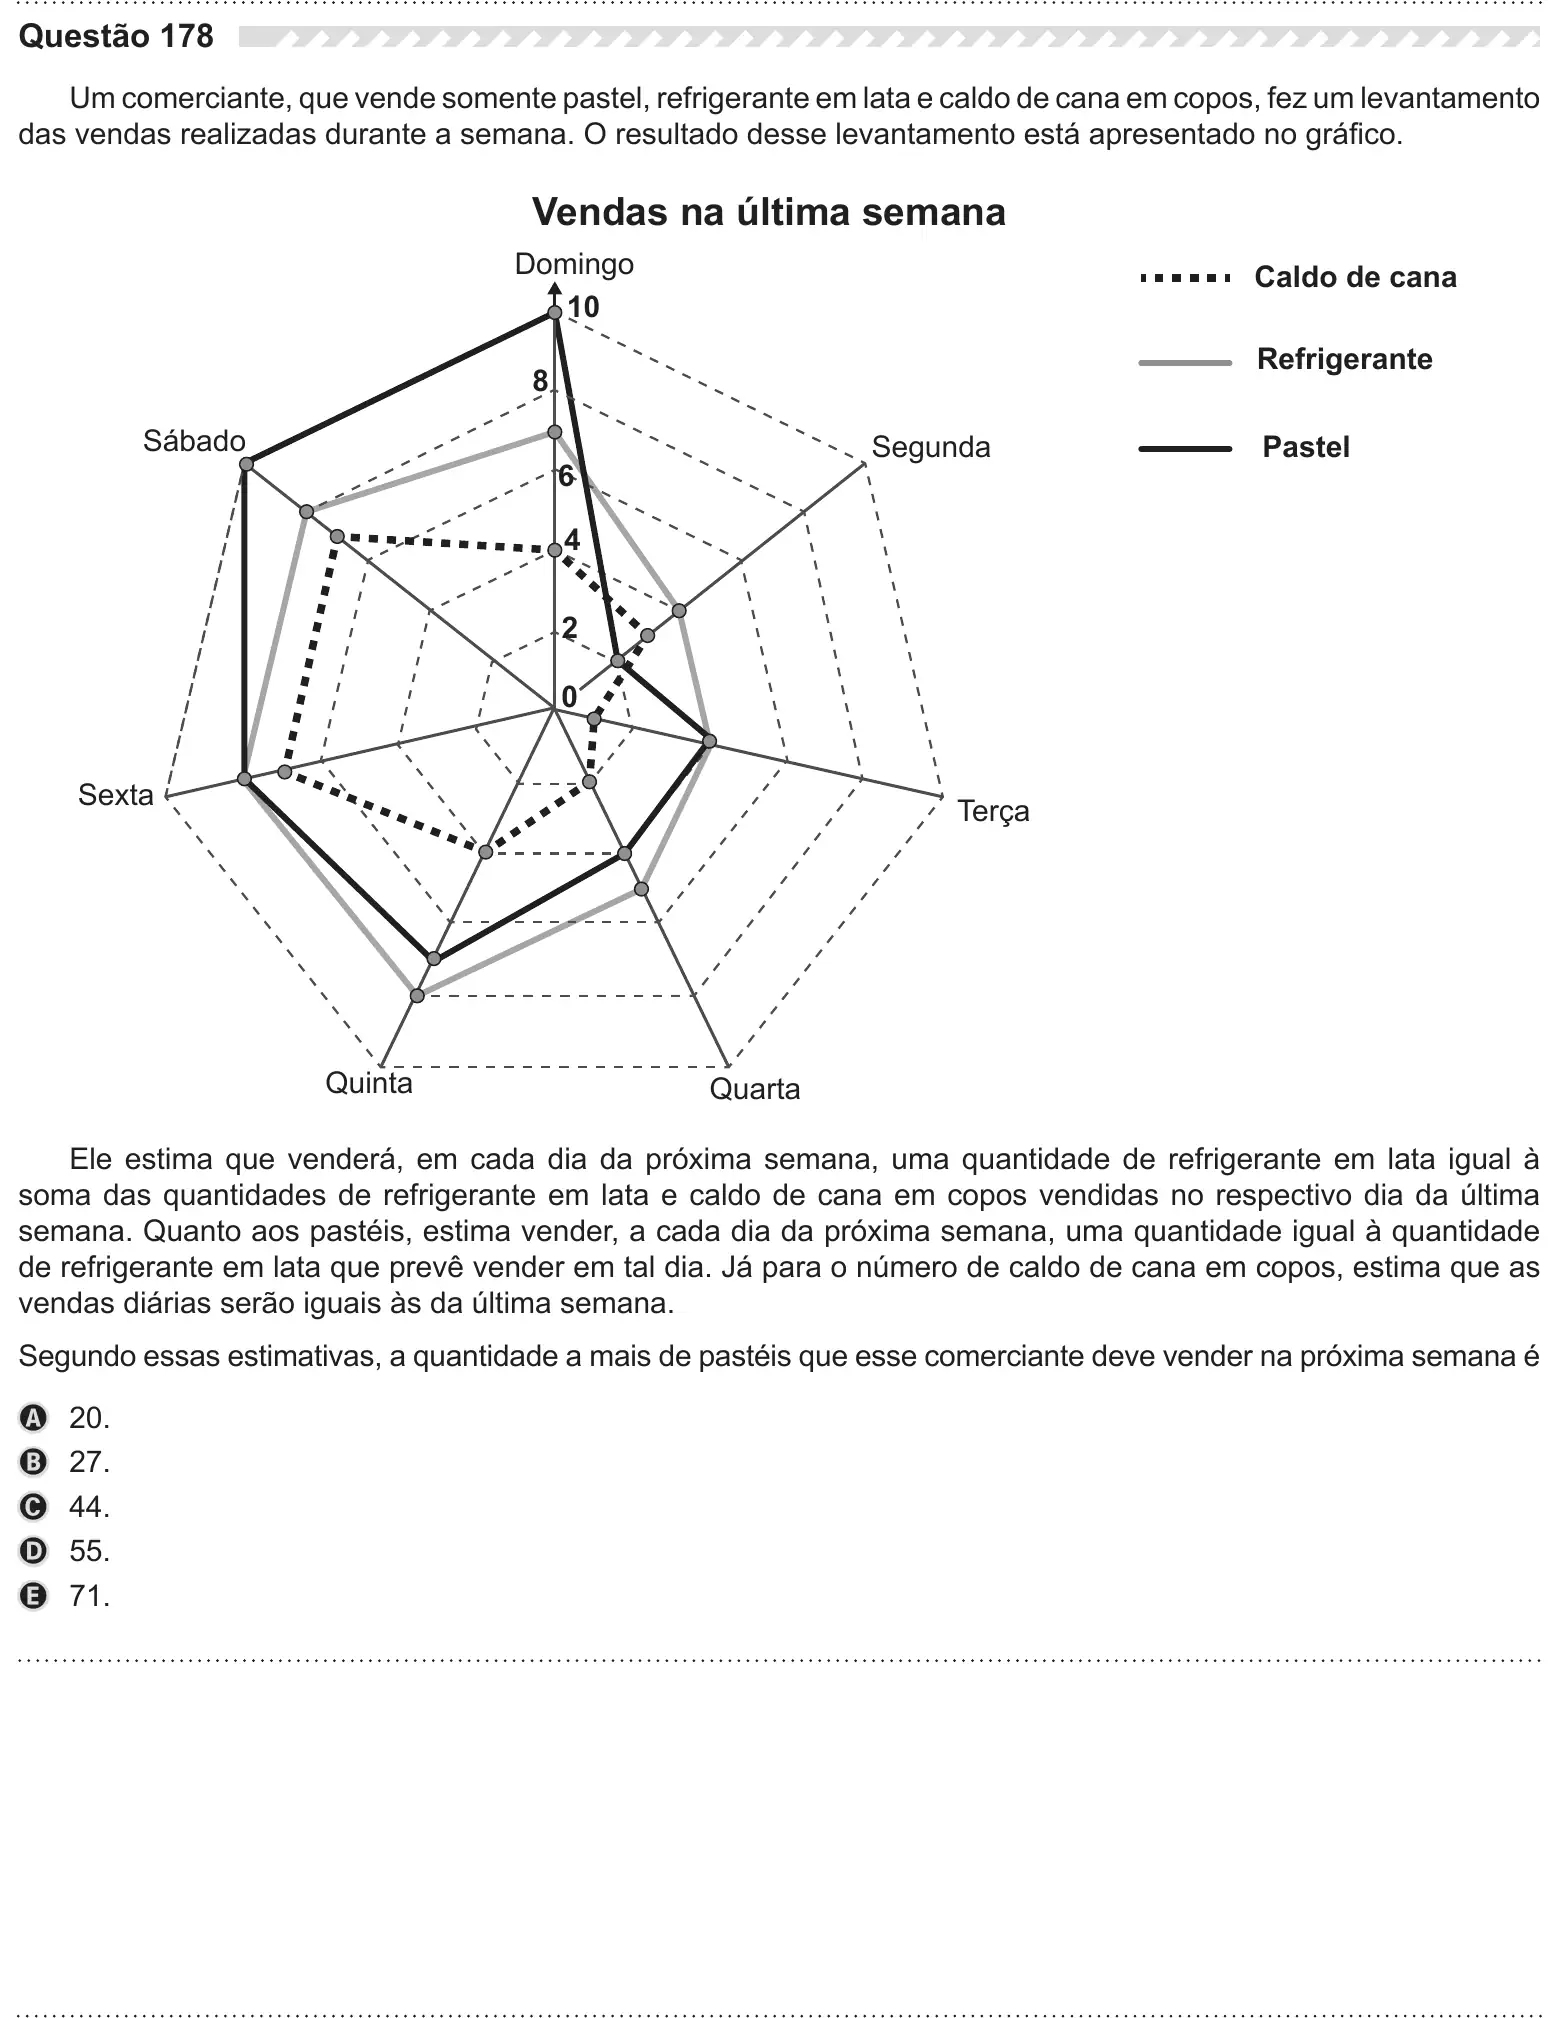 Questão 178
Um comerciante, que vende somente pastel, refrigerante em lata e caldo de cana em copos, fez um levantamento
das vendas realizadas durante a semana. O resultado desse levantamento está apresentado no gráfico.
Vendas na última semana
Domingo
Caldo de cana
10
Refrigerante
8
Sábado
Segunda
Pastel
6
4
2
0
Sexta
Terça
Quinta
Quarta
Ele estima que venderá, em cada dia da próxima semana, uma quantidade de refrigerante em lata igual à
soma das quantidades de refrigerante em lata e caldo de cana em copos vendidas no respectivo dia da última
semana. Quanto aos pastéis, estima vender, a cada dia da próxima semana, uma quantidade igual à quantidade
de refrigerante em lata que prevê vender em tal dia. Já para o número de caldo de cana em copos, estima que as
vendas diárias serão iguais às da última semana.
Segundo essas estimativas, a quantidade a mais de pastéis que esse comerciante deve vender na próxima semana é
A 20.
B 27.
C 44.
D 55.
E 71.